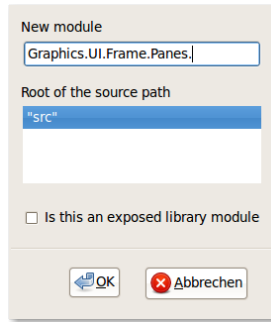 New module
Graphics.UI.Frame.Panes.
Root of the source path
"src"
Is this an exposed library module
OK
Abbrechen